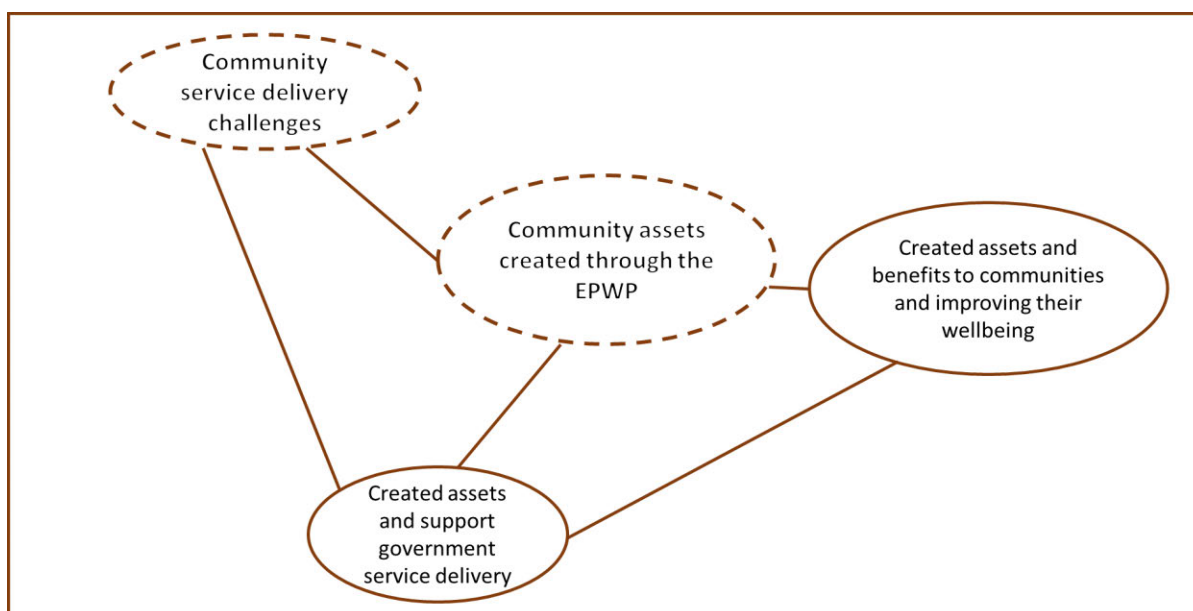 Community
service delivery
challenges
Community assets
created through the
EPWP
Created assets and
benefits to communities
and improving their
wellbeing
Created assets
and support
government
service delivery